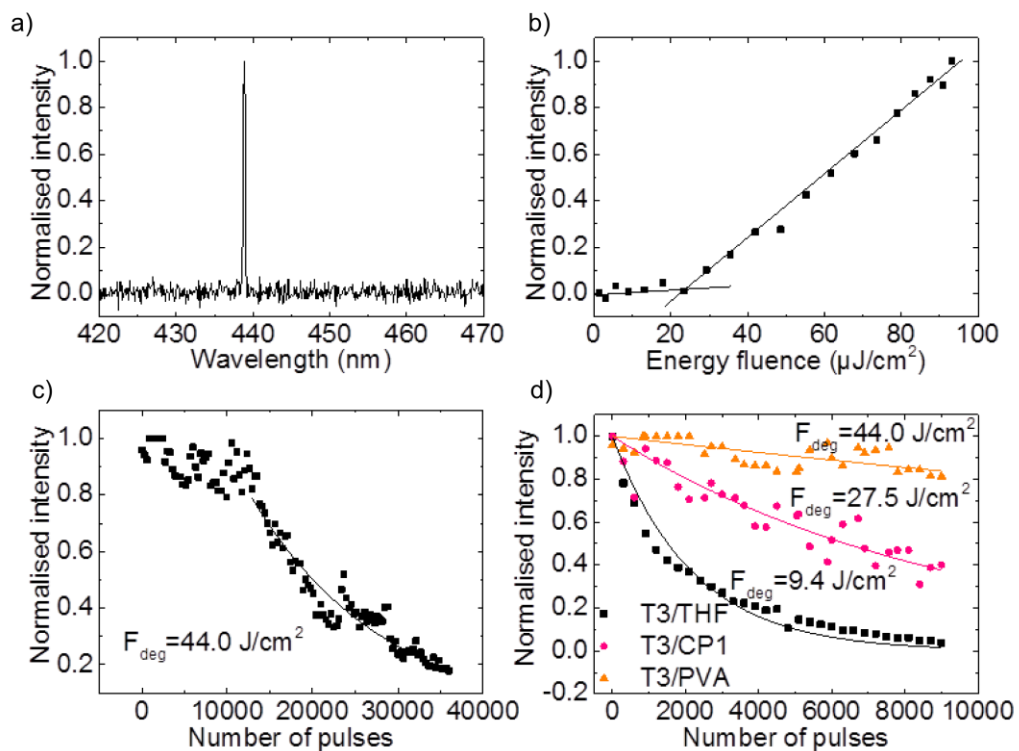 a)
Normalised intensity
1.0
0.8
0.6
0.4
0.2
0.0
420 430 440 450 460 470
Wavelength (nm)
b)
Normalised intensity
1.0
0.8
0.6
0.4
0.2
0.0
0 20 40 60 80 100
Energy fluence (µJ/cm²)
c)
Normalised intensity
1.0
0.8
0.6
0.4
0.2
F_deg=44.0 J/cm²
0 10000 20000 30000 40000
Number of pulses
d)
Normalised intensity
1.0
0.8
0.6
0.4
0.2
0.0
-0.2
F_deg=44.0 J/cm²
F_deg=27.5 J/cm²
F_deg=9.4 J/cm²
T3/THF
T3/CP1
T3/PVA
0 2000 4000 6000 8000 10000
Number of pulses